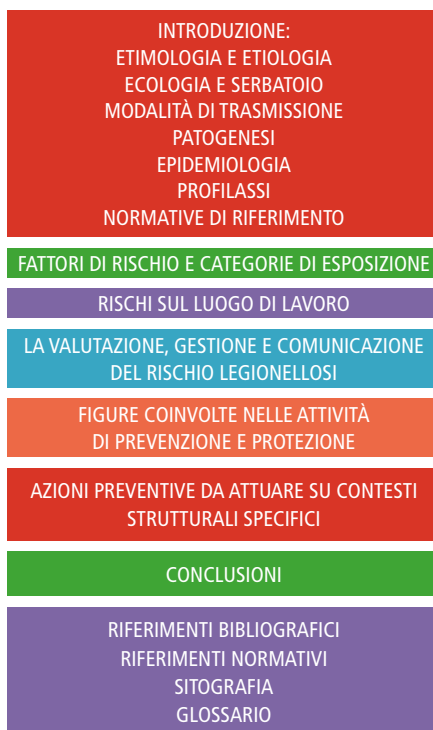 INTRODUZIONE:
ETIMOLOGIA E ETIOLOGIA
ECOLOGIA E SERBATOIO
MODALITÀ DI TRASMISSIONE
PATOGENESI
EPIDEMIOLOGIA
PROFILASSI
NORMATIVE DI RIFERIMENTO
FATTORI DI RISCHIO E CATEGORIE DI ESPOSIZIONE
RISCHI SUL LUOGO DI LAVORO
LA VALUTAZIONE, GESTIONE E COMUNICAZIONE
DEL RISCHIO LEGIONELLOSI
FIGURE COINVOLTE NELLE ATTIVITÀ
DI PREVENZIONE E PROTEZIONE
AZIONI PREVENTIVE DA ATTUARE SU CONTESTI
STRUTTURALI SPECIFICI
CONCLUSIONI
RIFERIMENTI BIBLIOGRAFICI
RIFERIMENTI NORMATIVI
SITOGRAFIA
GLOSSARIO